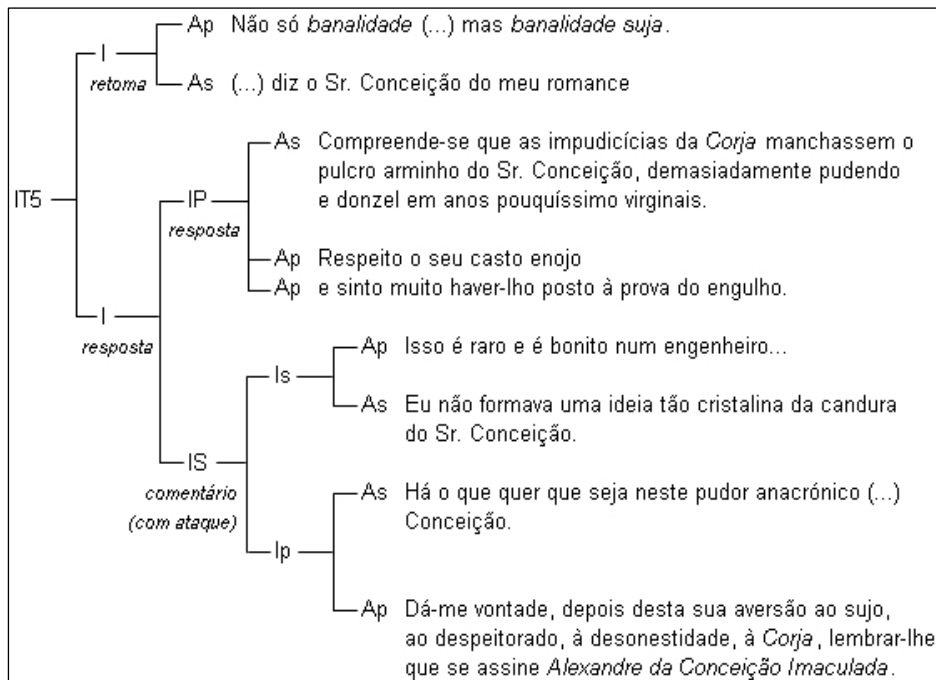 Ap Não só banalidade (...) mas banalidade suja.
I
retoma
As (...) diz o Sr. Conceição do meu romance
As Compreende-se que as impudicícias da Corja manchassem o
pulcro arminho do Sr. Conceição, demasiadamente pudendo
e donzel em anos pouquíssimo virginais.
IT5
IP
resposta
Ap Respeito o seu casto enojo
Ap e sinto muito haver-lho posto à prova do engulho.
I
resposta
Ap Isso é raro e é bonito num engenheiro...
Is
As Eu não formava uma ideia tão cristalina da candura
do Sr. Conceição.
IS
comentário
(com ataque)
As Há o que quer que seja neste pudor anacrónico (...)
Conceição.
Ip
Ap Dá-me vontade, depois desta sua aversão ao sujo,
ao despeitorado, à desonestidade, à Corja, lembrar-lhe
que se assine Alexandre da Conceição Imaculada.